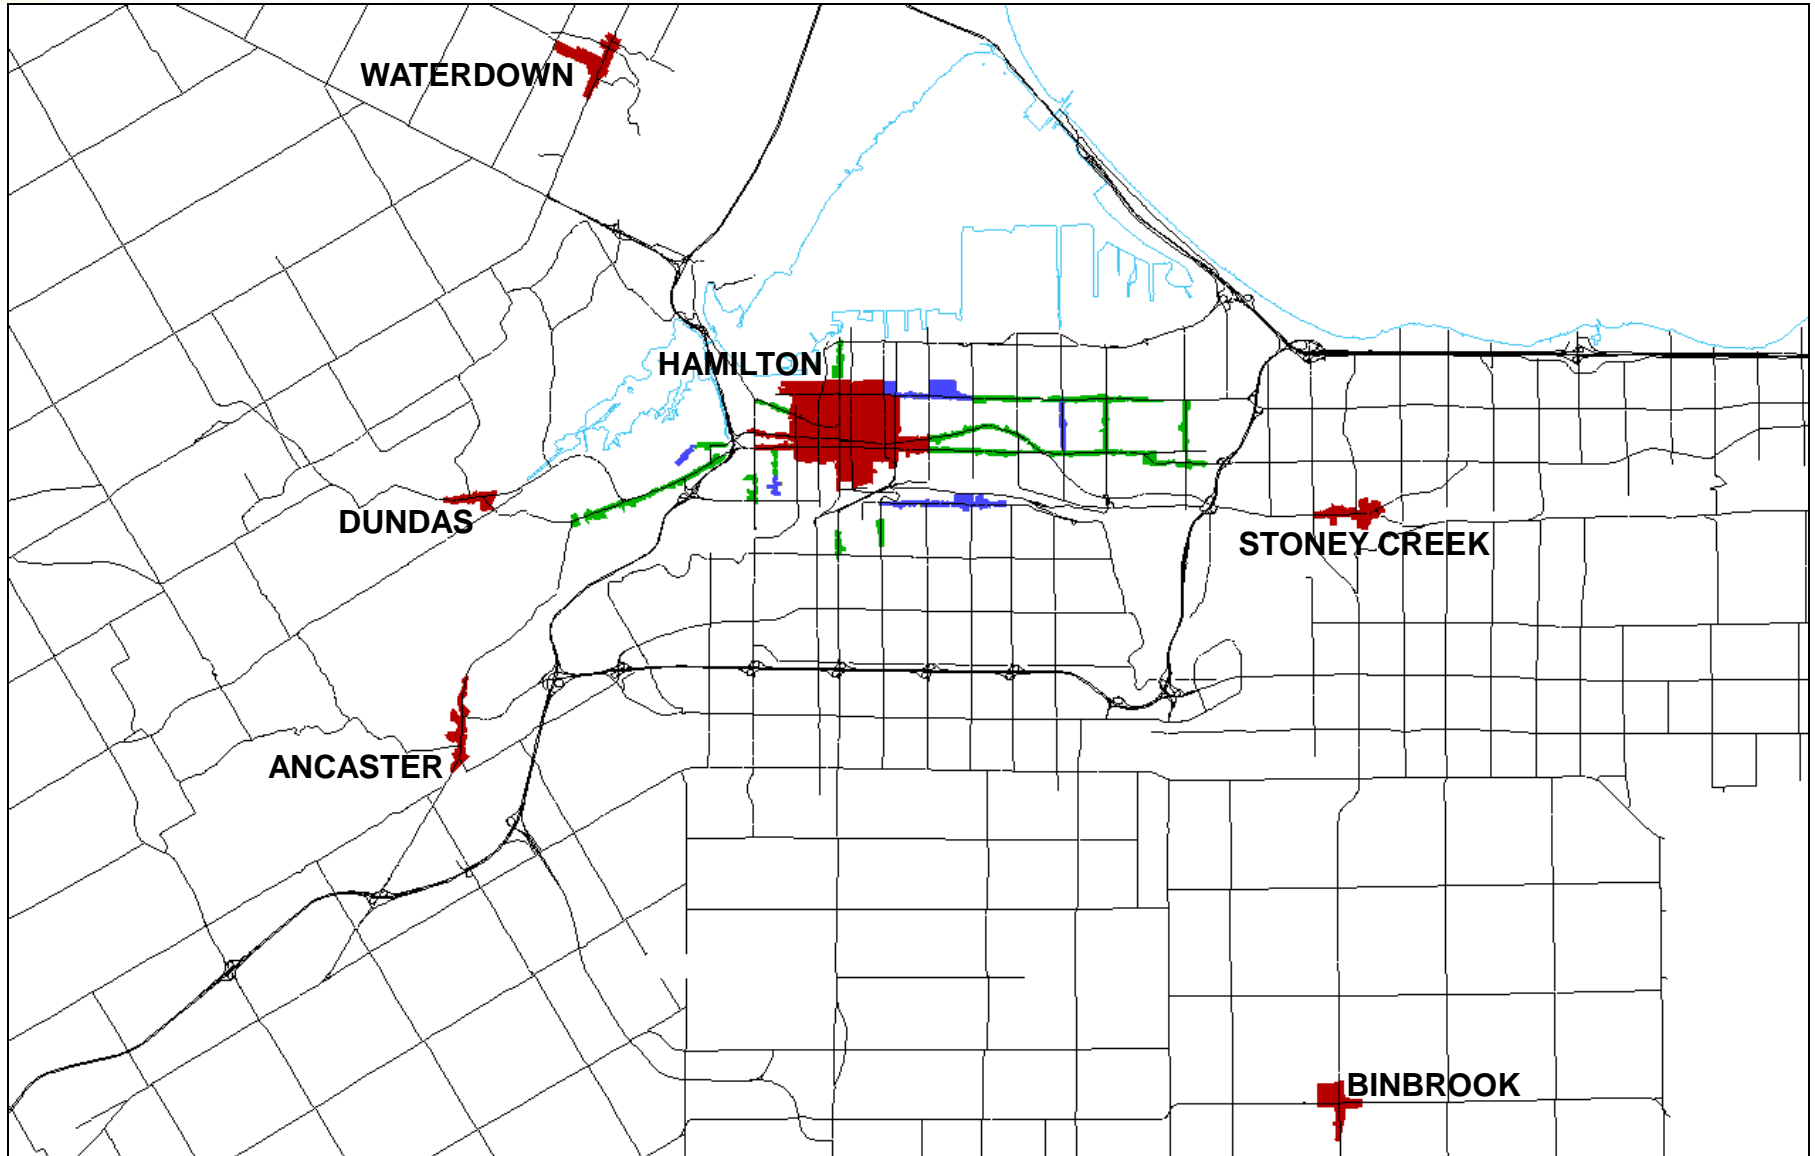 WATERDOWN
HAMILTON
DUNDAS
STONEY CREEK
ANCASTER
BINBROOK